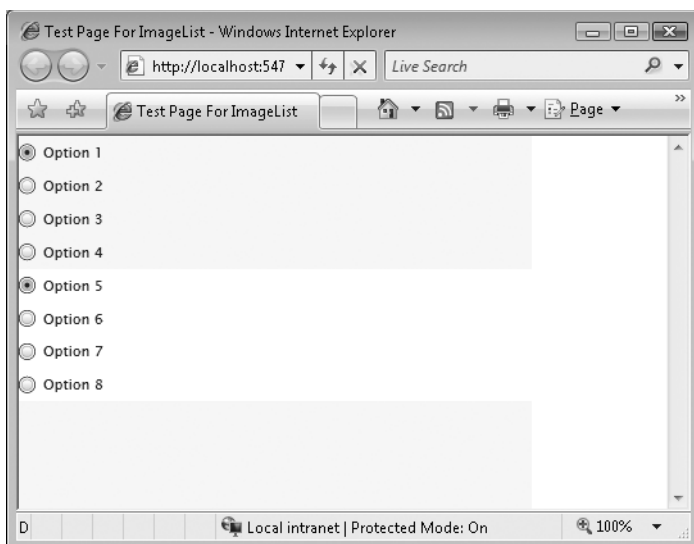 Test Page For ImageList - Windows Internet Explorer
http://localhost:547
Live Search
Test Page For ImageList
Page
»
Option 1
Option 2
Option 3
Option 4
Option 5
Option 6
Option 7
Option 8
D
Local intranet | Protected Mode: On
100%